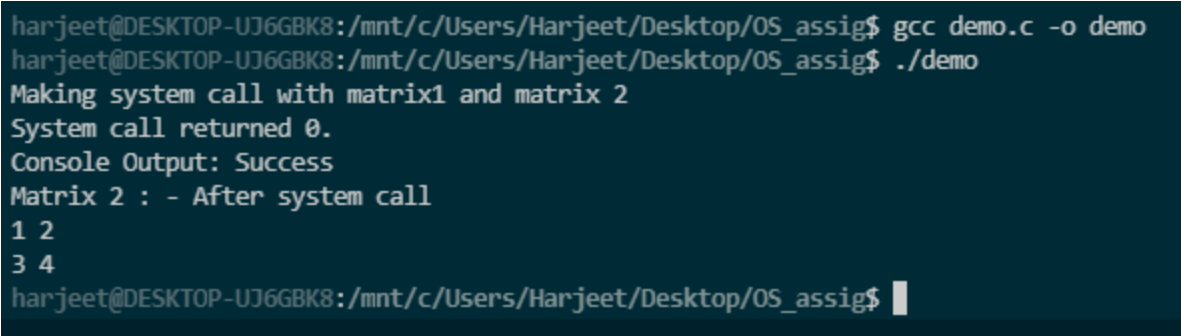 harjeet@DESKTOP-UJ6GBK8:/mnt/c/Users/Harjeet/Desktop/OS_assig$ gcc demo.c -o demo
harjeet@DESKTOP-UJ6GBK8:/mnt/c/Users/Harjeet/Desktop/OS_assig$ ./demo
Making system call with matrix1 and matrix 2
System call returned 0.
Console Output: Success
Matrix 2 : - After system call
1 2
3 4
harjeet@DESKTOP-UJ6GBK8:/mnt/c/Users/Harjeet/Desktop/OS_assig$